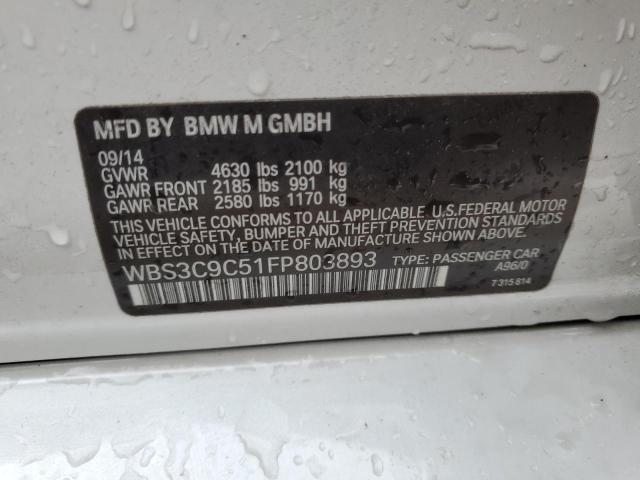 MFD BY BMW M GMBH
09/14
GVWR 4630 lbs 2100 kg
GAWR FRONT 2185 lbs 991 kg
GAWR REAR 2580 lbs 1170 kg
THIS VEHICLE CONFORMS TO ALL APPLICABLE U.S.FEDERAL MOTOR
VEHICLE SAFETY, BUMPER AND THEFT PREVENTION STANDARDS
IN EFFECT ON THE DATE OF MANUFACTURE SHOWN ABOVE.
WBS3C9C51FP803893 TYPE: PASSENGER CAR
A96/0
7 315 814